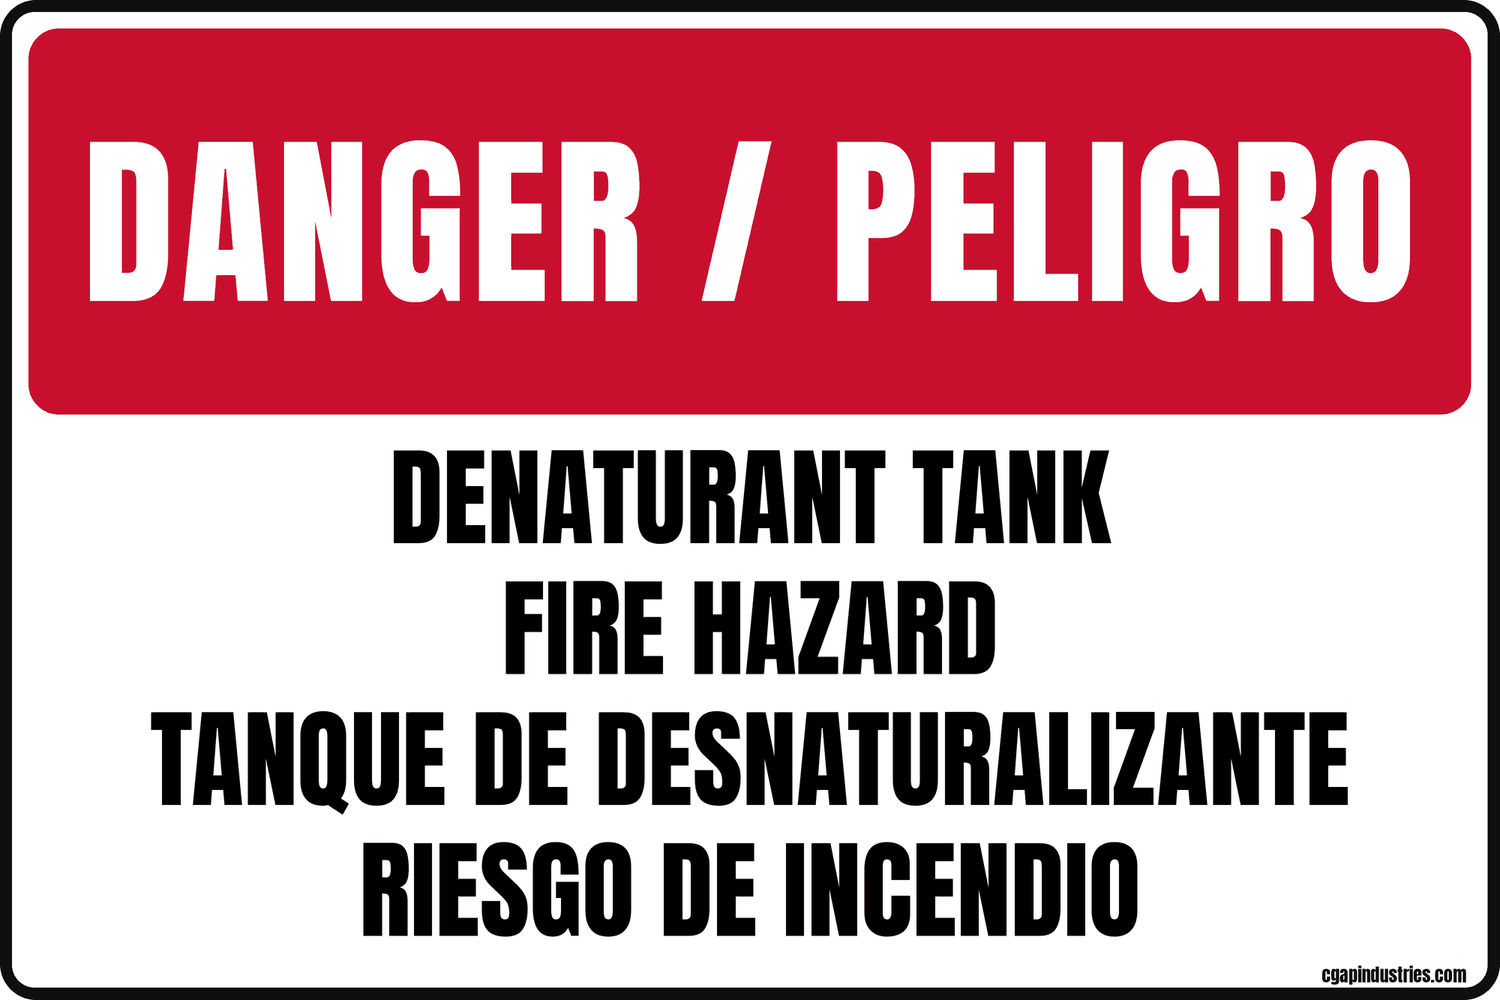 DANGER / PELIGRO
DENATURANT TANK
FIRE HAZARD
TANQUE DE DESNATURALIZANTE
RIESGO DE INCENDIO
cgapindustries.com